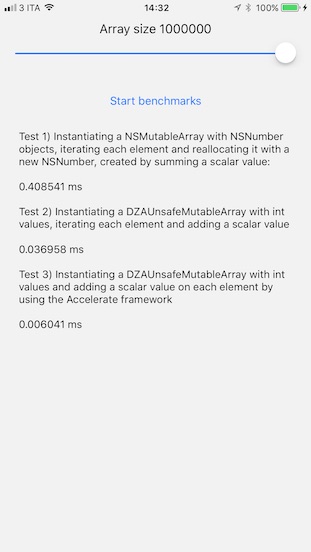 3 ITA 14:32 100%
Array size 1000000
Start benchmarks
Test 1) Instantiating a NSMutableArray with NSNumber
objects, iterating each element and reallocating it with a
new NSNumber, created by summing a scalar value:
0.408541 ms
Test 2) Instantiating a DZAUnsafeMutableArray with int
values, iterating each element and adding a scalar value
0.036958 ms
Test 3) Instantiating a DZAUnsafeMutableArray with int
values and adding a scalar value on each element by
using the Accelerate framework
0.006041 ms